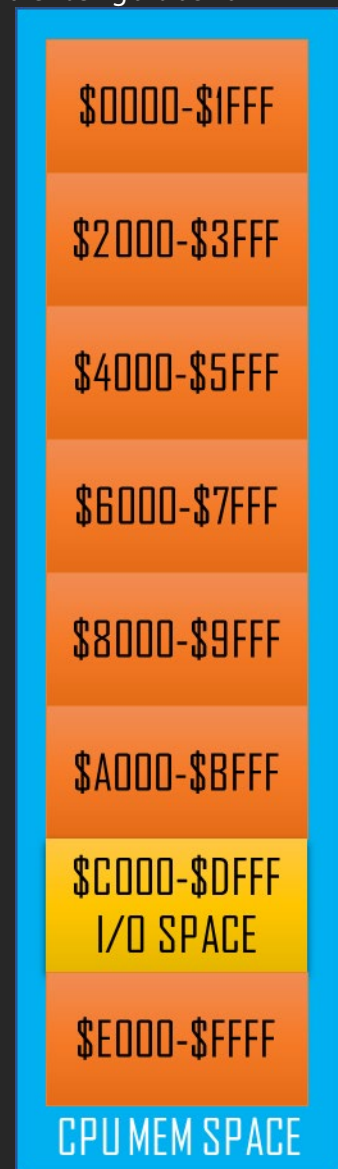 $0000-$1FFF
$2000-$3FFF
$4000-$5FFF
$6000-$7FFF
$8000-$9FFF
$A000-$BFFF
$C000-$DFFF
I/O SPACE
$E000-$FFFF
CPU MEM SPACE